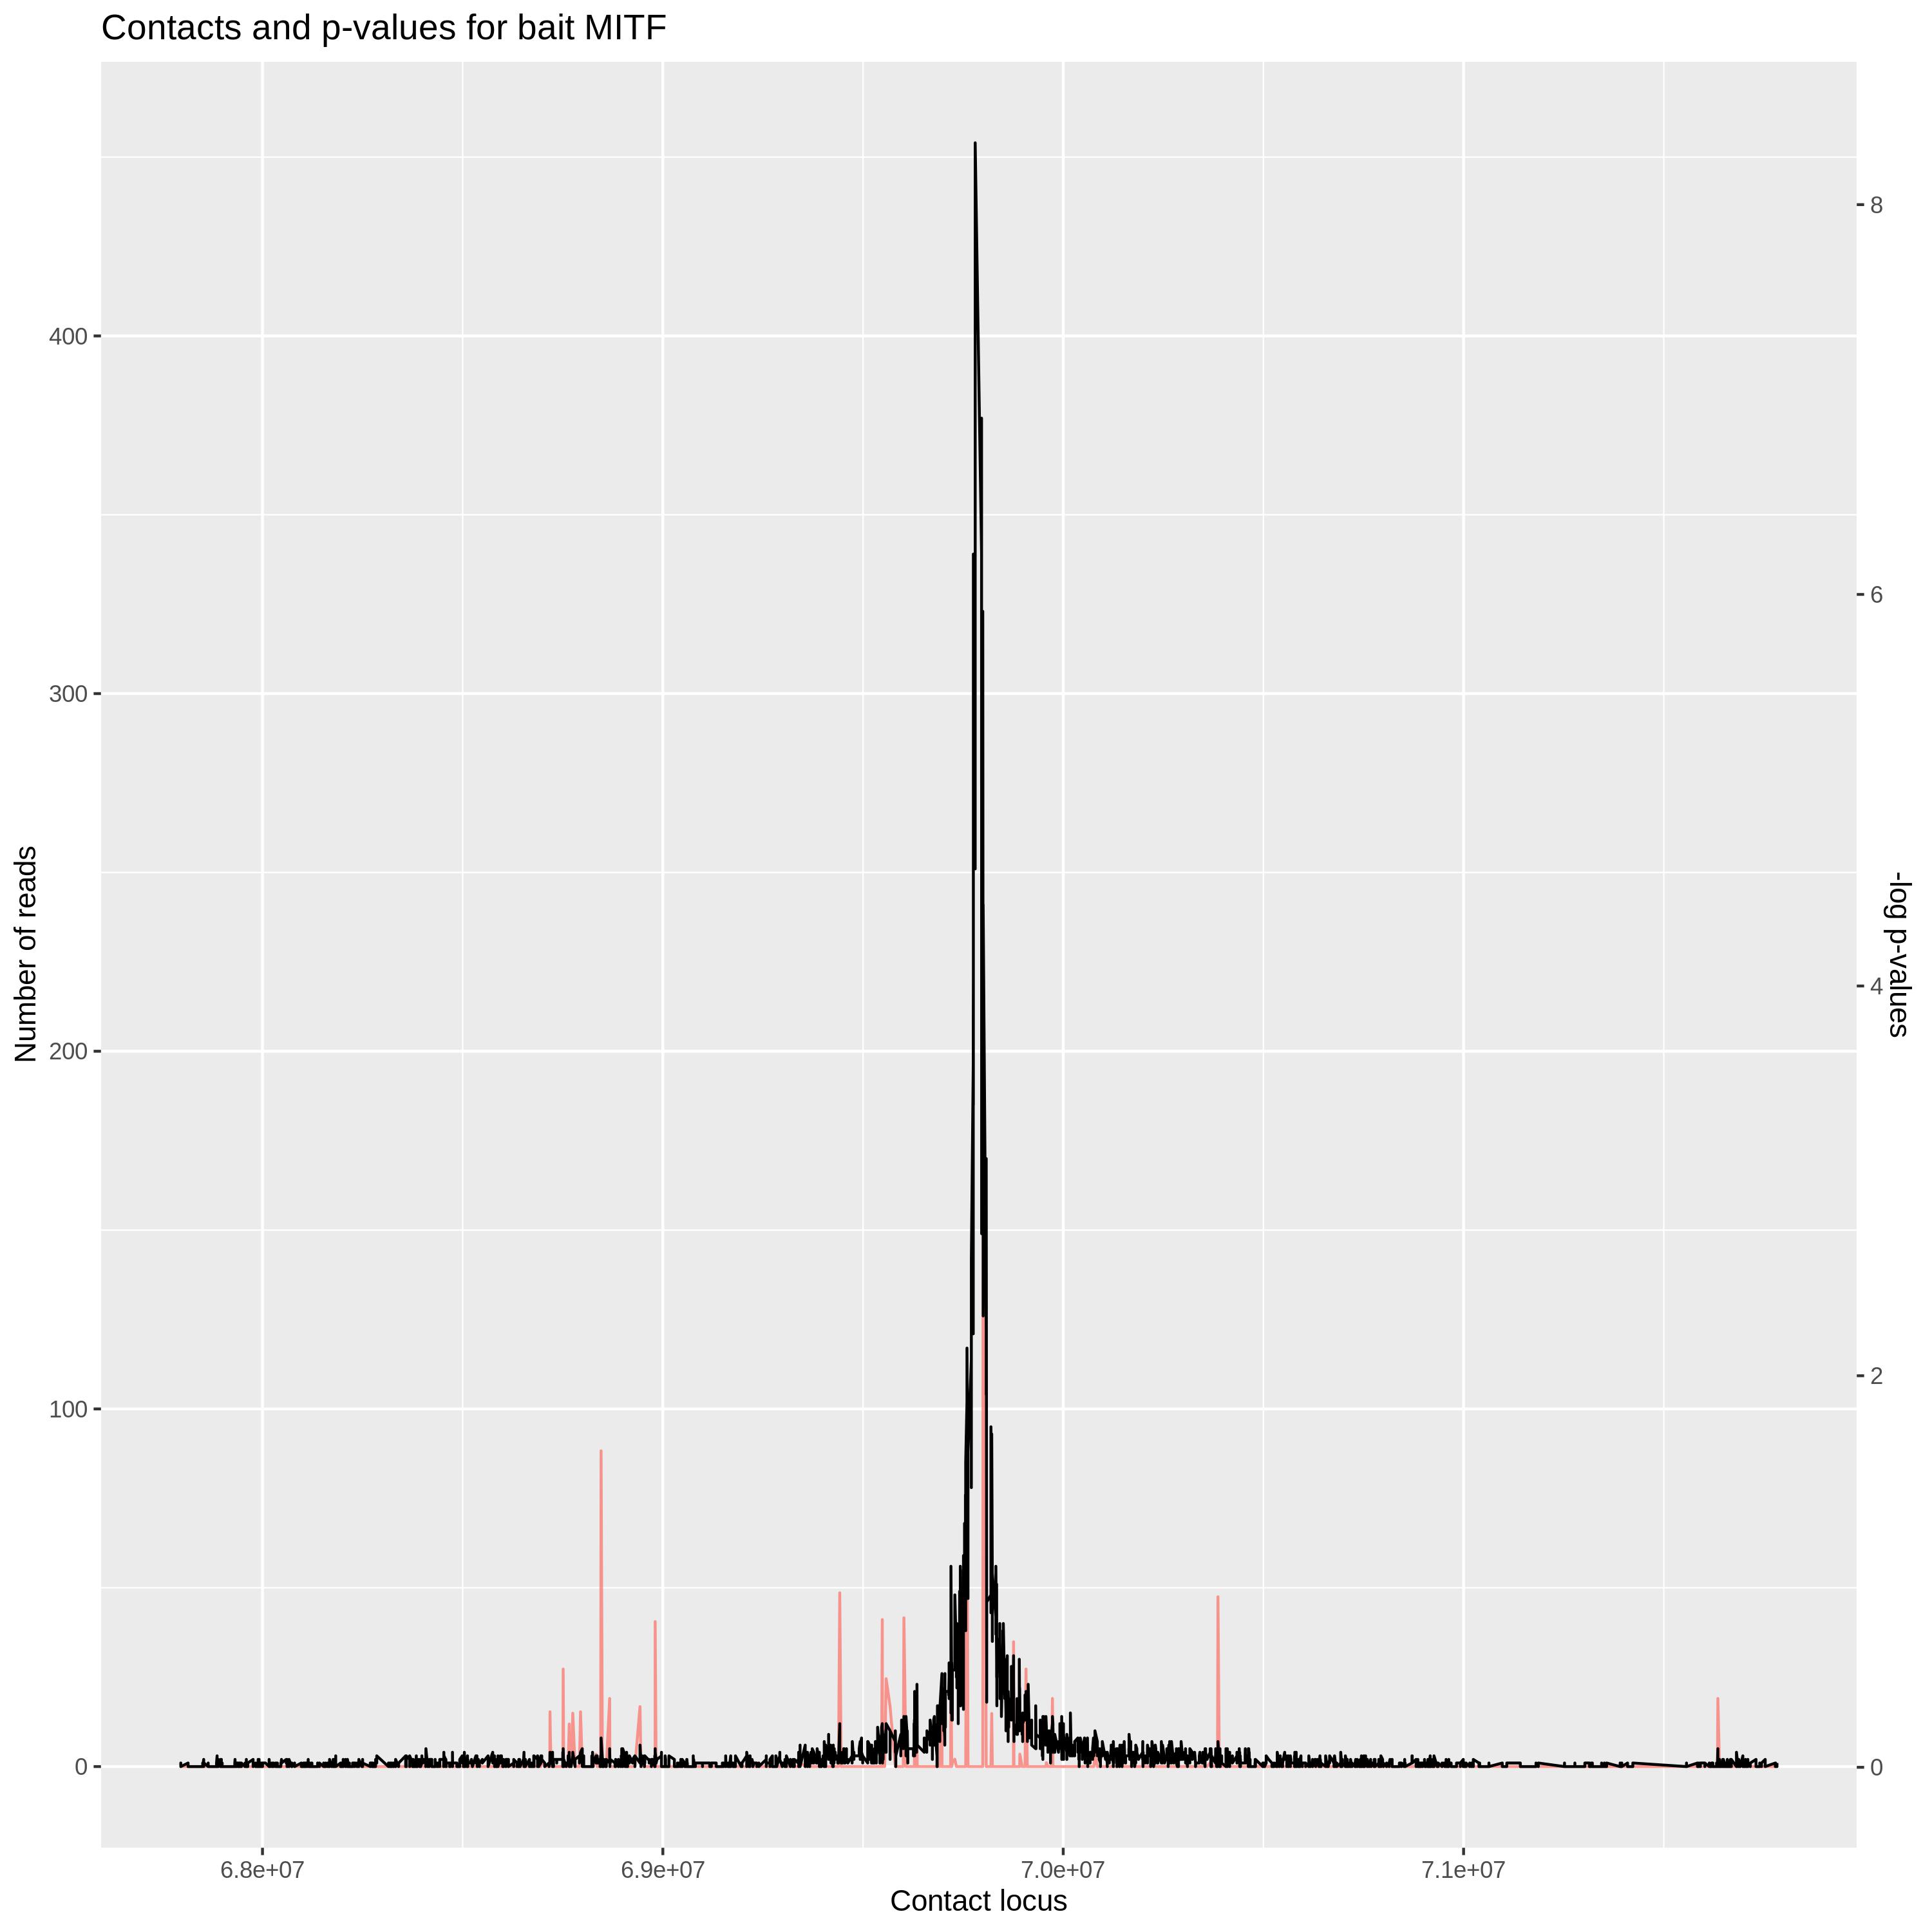 Contacts and p-values for bait MITF
400
300
200
100
0
Number of reads
8
6
4
2
0
-log p-values
6.8e+07 6.9e+07 7.0e+07 7.1e+07
Contact locus